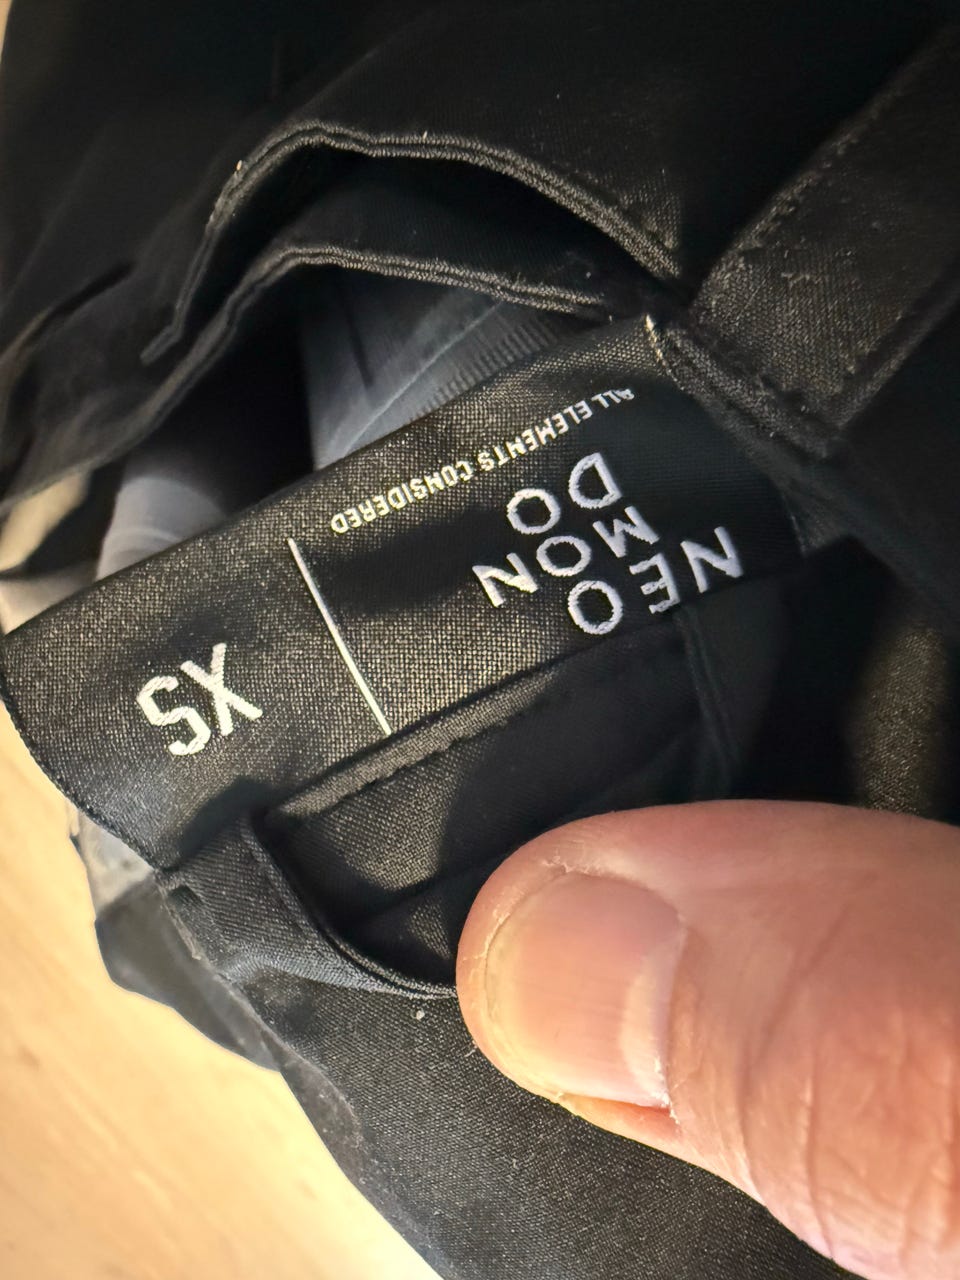 NEO
MON
DO
ALL ELEMENTS CONSIDERED
XS